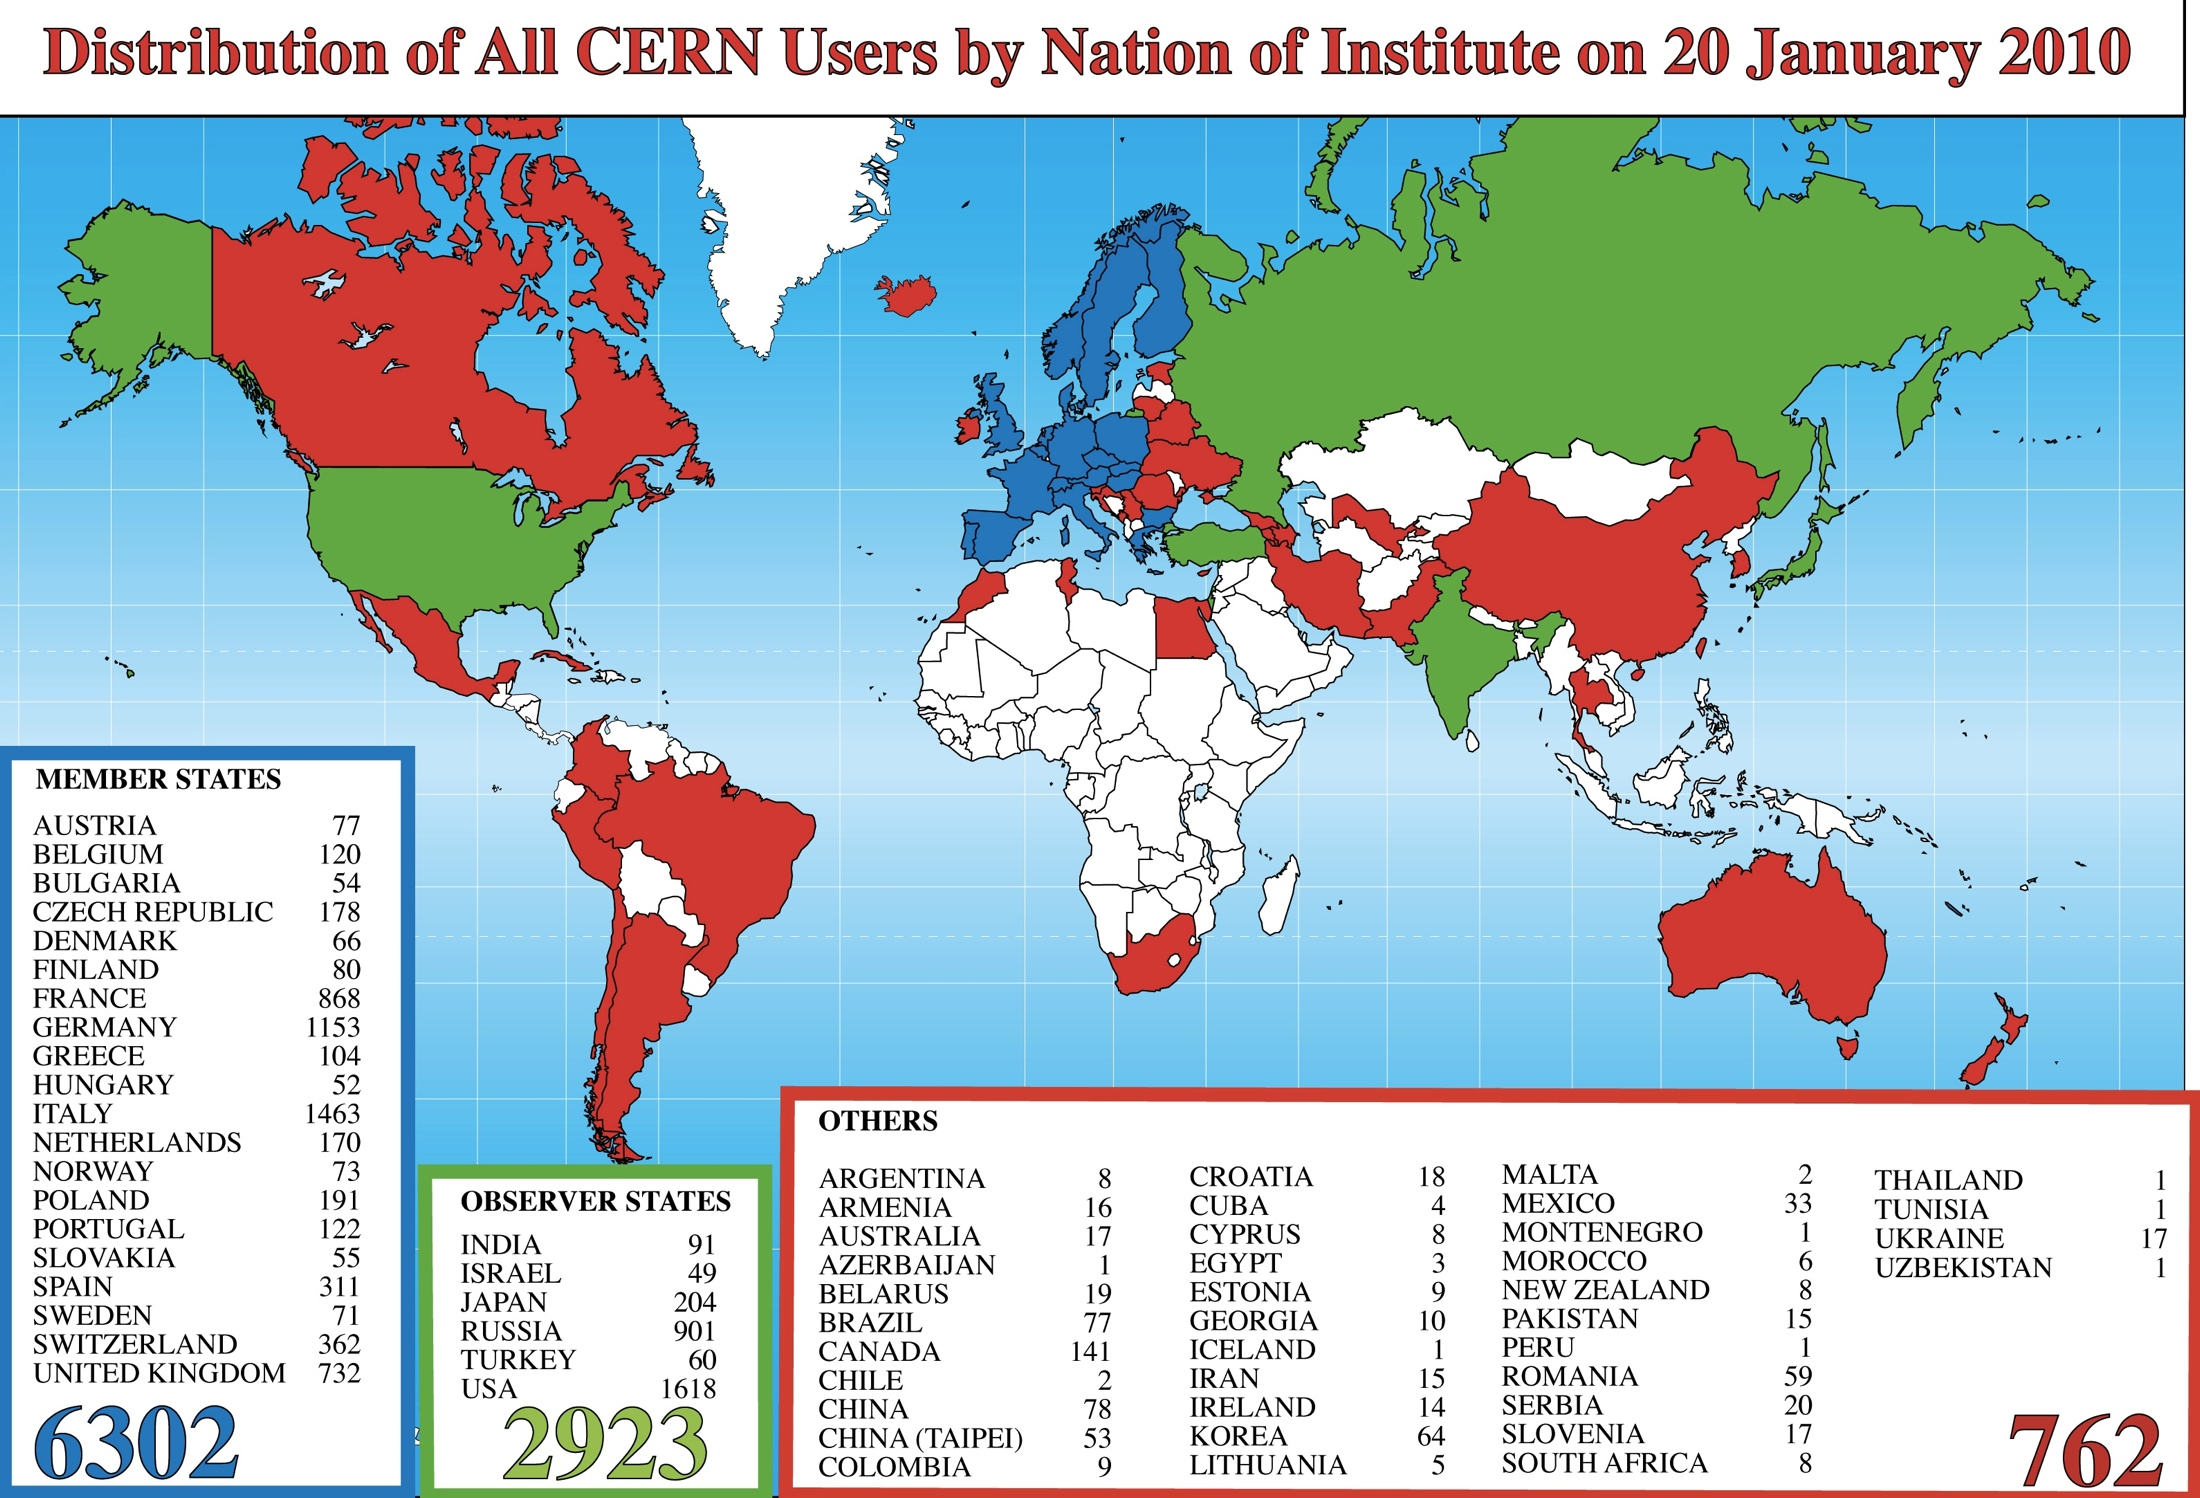 Distribution of All CERN Users by Nation of Institute on 20 January 2010
MEMBER STATES
AUSTRIA 77
BELGIUM 120
BULGARIA 54
CZECH REPUBLIC 178
DENMARK 66
FINLAND 80
FRANCE 868
GERMANY 1153
GREECE 104
HUNGARY 52
ITALY 1463
NETHERLANDS 170
NORWAY 73
POLAND 191
PORTUGAL 122
SLOVAKIA 55
SPAIN 311
SWEDEN 71
SWITZERLAND 362
UNITED KINGDOM 732
6302
OBSERVER STATES
INDIA 91
ISRAEL 49
JAPAN 204
RUSSIA 901
TURKEY 60
USA 1618
2923
OTHERS
ARGENTINA 8
ARMENIA 16
AUSTRALIA 17
AZERBAIJAN 1
BELARUS 19
BRAZIL 77
CANADA 141
CHILE 2
CHINA 78
CHINA (TAIPEI) 53
COLOMBIA 9
CROATIA 18
CUBA 4
CYPRUS 8
EGYPT 3
ESTONIA 9
GEORGIA 10
ICELAND 1
IRAN 15
IRELAND 14
KOREA 64
LITHUANIA 5
MALTA 2
MEXICO 33
MONTENEGRO 1
MOROCCO 6
NEW ZEALAND 8
PAKISTAN 15
PERU 1
ROMANIA 59
SERBIA 20
SLOVENIA 17
SOUTH AFRICA 8
THAILAND 1
TUNISIA 1
UKRAINE 17
UZBEKISTAN 1
762